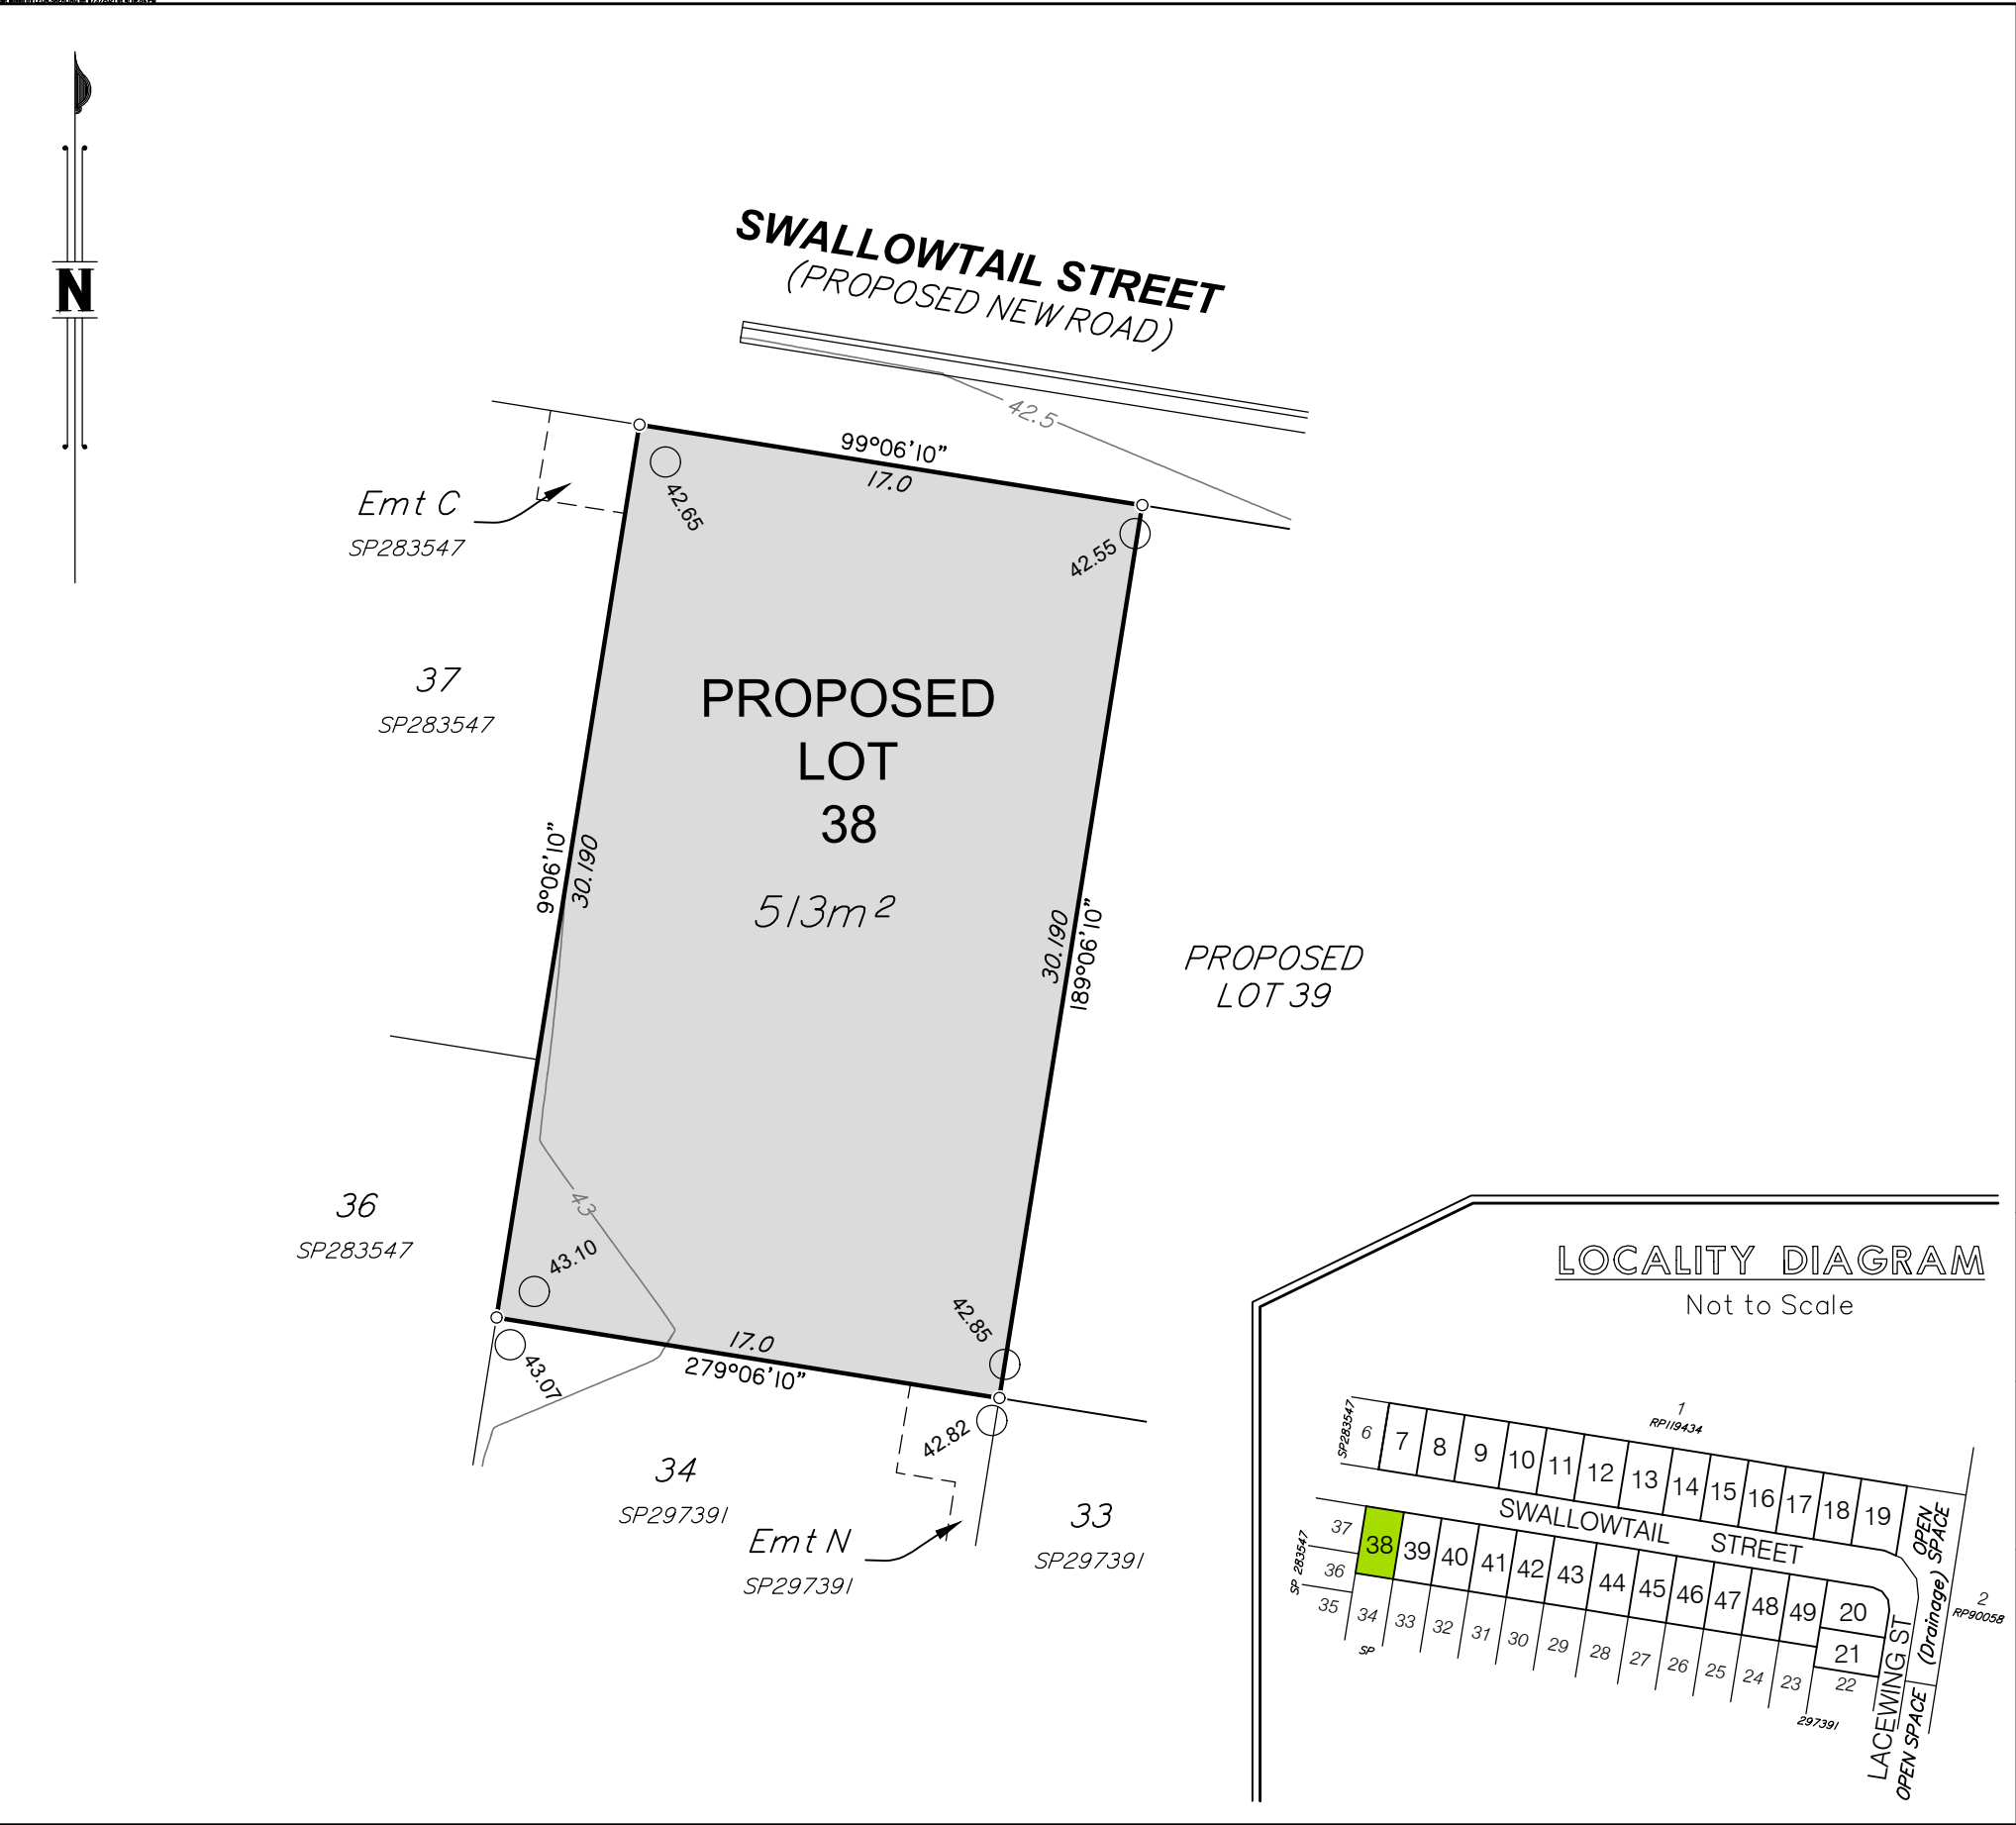 N
SWALLOWTAIL STREET
(PROPOSED NEW ROAD)
42.5
99°06'10"
17.0
42.65
42.55
Emt C
SP283547
37
SP283547
PROPOSED
LOT
38
513m²
9°06'10"
30.190
30.190
189°06'10"
PROPOSED
LOT 39
36
SP283547
43
43.10
42.85
17.0
279°06'10"
43.07
42.82
34
SP297391
Emt N
SP297391
33
SP297391
LOCALITY DIAGRAM
Not to Scale
1
RP119434
SP283547
6 7 8 9 10 11 12 13 14 15 16 17 18 19
OPEN SPACE
(Drainage)
SWALLOWTAIL STREET
SP 283547
37
36
35
38 39 40 41 42 43 44 45 46 47 48 49 20
21
22
34 33 32 31 30 29 28 27 26 25 24 23
SP
297391
LACEWING ST
OPEN SPACE
2
RP90058